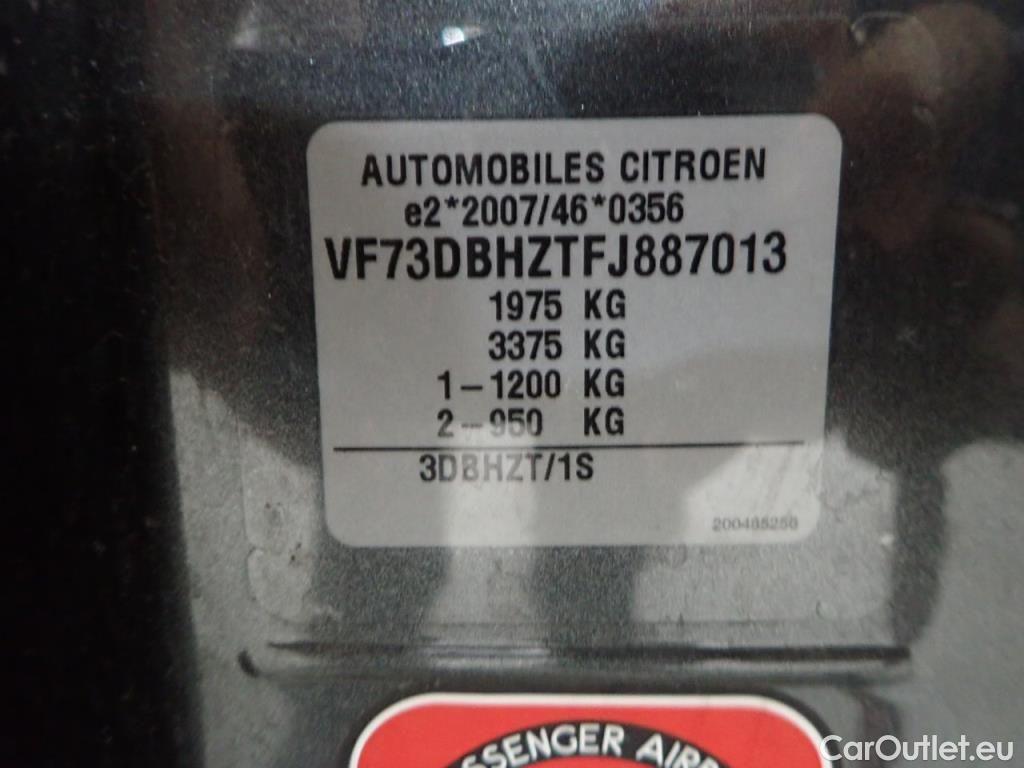 AUTOMOBILES CITROEN
e2*2007/46*0356
VF73DBHZTFJ887013
1975 KG
3375 KG
1-1200 KG
2-950 KG
3DBHZT/1S
200485258
SSENGER AIRB
CarOutlet.eu